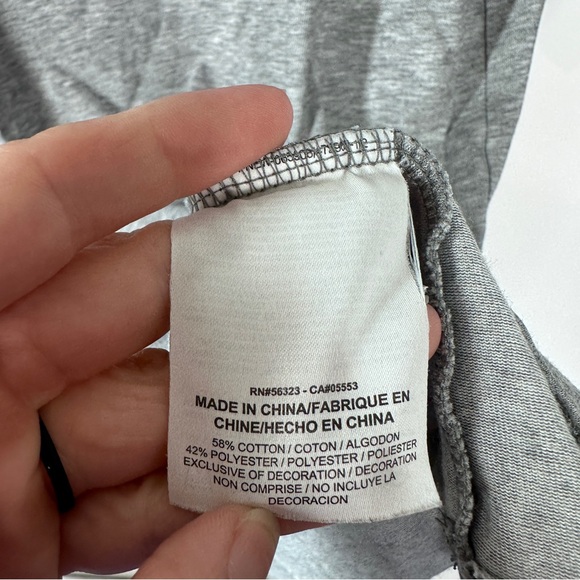 RN#56323 - CA#05553
MADE IN CHINA/FABRIQUE EN
CHINE/HECHO EN CHINA
58% COTTON / COTON / ALGODON
42% POLYESTER / POLYESTER / POLIESTER
EXCLUSIVE OF DECORATION / DECORATION
NON COMPRISE / NO INCLUYE LA
DECORACION